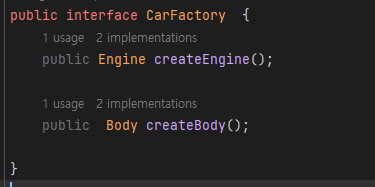 public interface CarFactory  {
1 usage   2 implementations
public Engine createEngine();
1 usage   2 implementations
public  Body createBody();
}